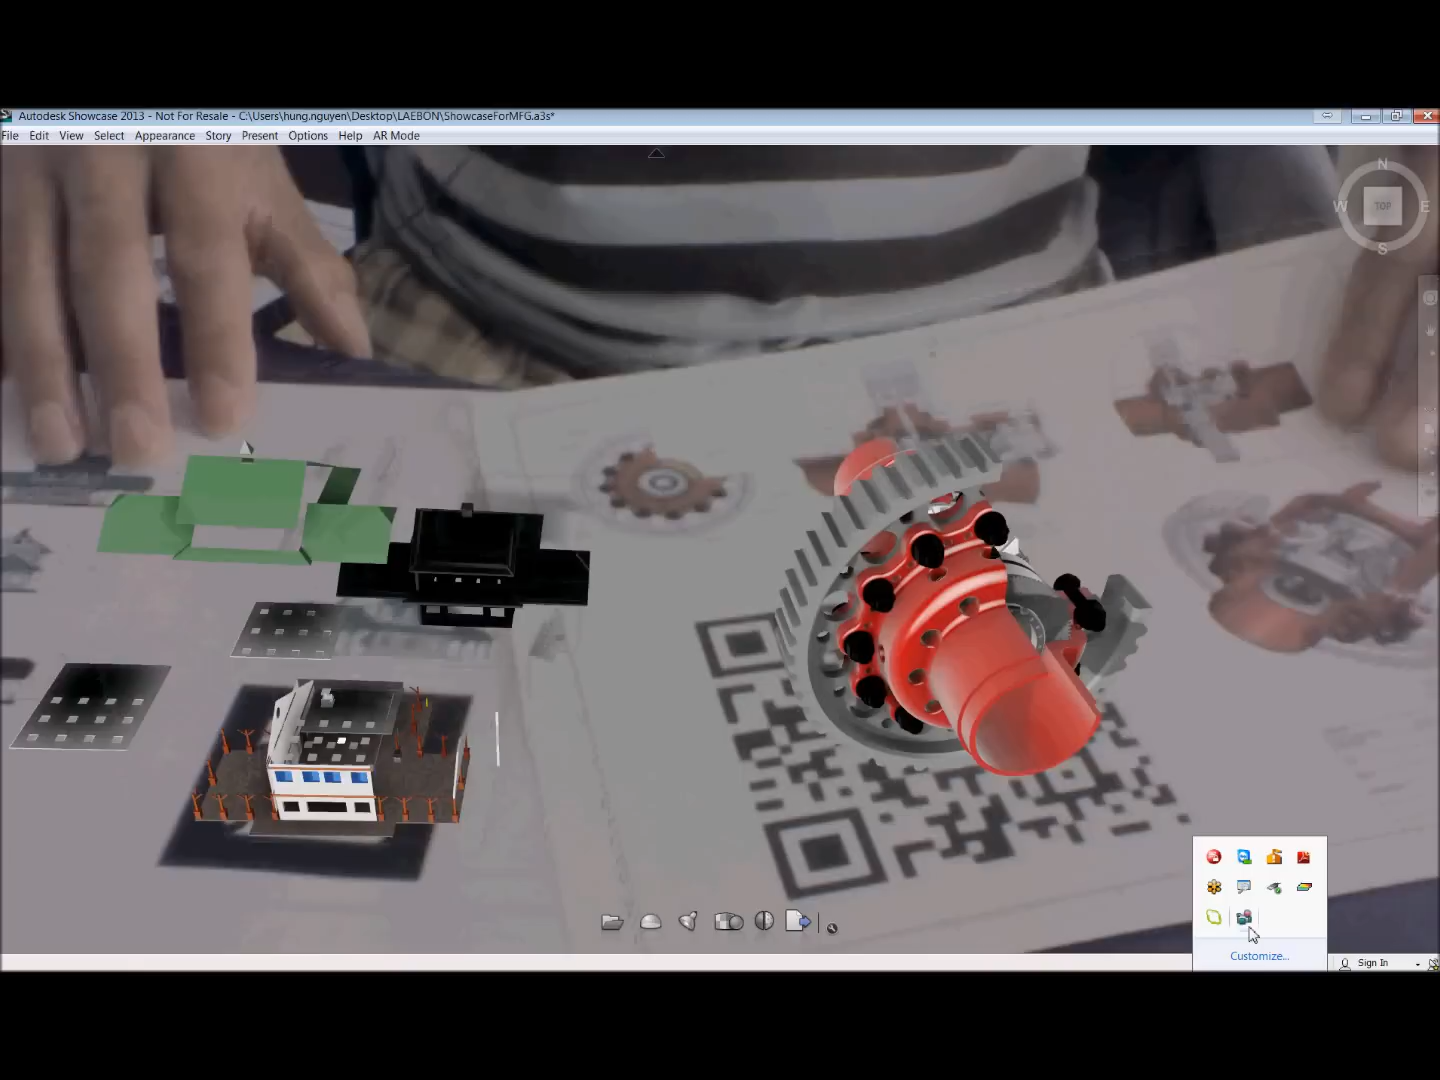 Autodesk Showcase 2013 - Not For Resale - C:\Users\hung.nguyen\Desktop\LAEBON\ShowcaseForMFG.a3s*
File Edit View Select Appearance Story Present Options Help AR Mode
N
W TOP E
S
Customize...
Sign In